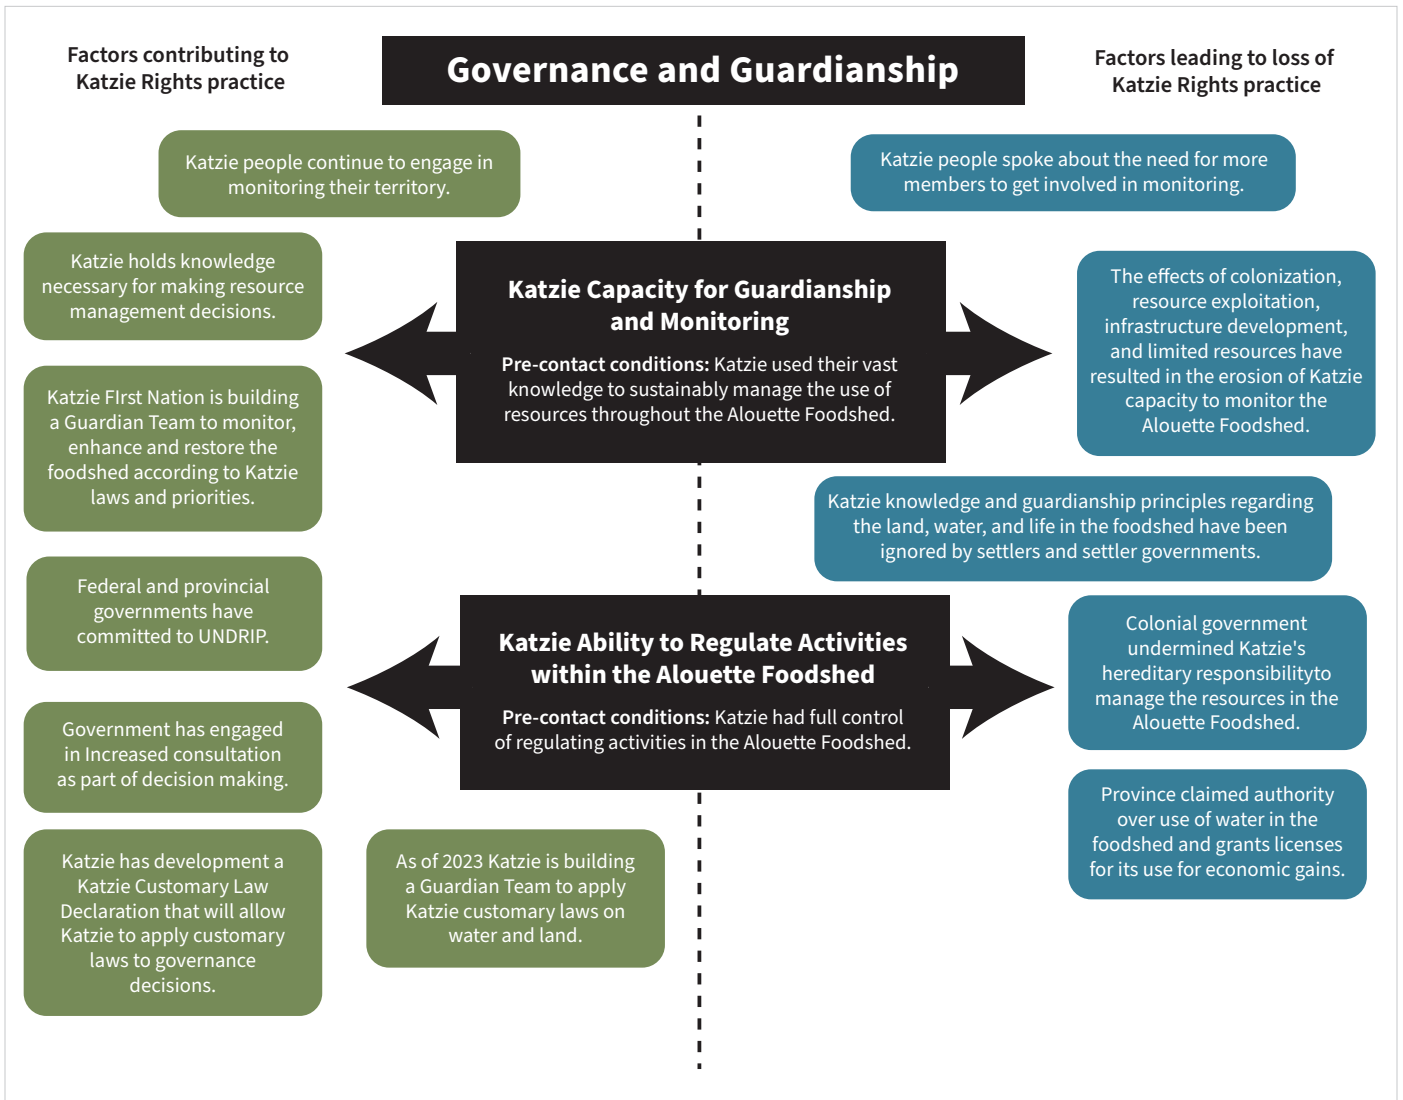 Factors contributing to
Katzie Rights practice
Governance and Guardianship
Factors leading to loss of
Katzie Rights practice
Katzie people continue to engage in
monitoring their territory.
Katzie people spoke about the need for more
members to get involved in monitoring.
Katzie holds knowledge
necessary for making resource
management decisions.
Katzie FIrst Nation is building
a Guardian Team to monitor,
enhance and restore the
foodshed according to Katzie
laws and priorities.
Katzie Capacity for Guardianship
and Monitoring
Pre-contact conditions: Katzie used their vast
knowledge to sustainably manage the use of
resources throughout the Alouette Foodshed.
The effects of colonization,
resource exploitation,
infrastructure development,
and limited resources have
resulted in the erosion of Katzie
capacity to monitor the
Alouette Foodshed.
Katzie knowledge and guardianship principles regarding
the land, water, and life in the foodshed have been
ignored by settlers and settler governments.
Federal and provincial
governments have
committed to UNDRIP.
Government has engaged
in Increased consultation
as part of decision making.
Katzie Ability to Regulate Activities
within the Alouette Foodshed
Pre-contact conditions: Katzie had full control
of regulating activities in the Alouette Foodshed.
Colonial government
undermined Katzie's
hereditary responsibilityto
manage the resources in the
Alouette Foodshed.
Province claimed authority
over use of water in the
foodshed and grants licenses
for its use for economic gains.
Katzie has development a
Katzie Customary Law
Declaration that will allow
Katzie to apply customary
laws to governance
decisions.
As of 2023 Katzie is building
a Guardian Team to apply
Katzie customary laws on
water and land.